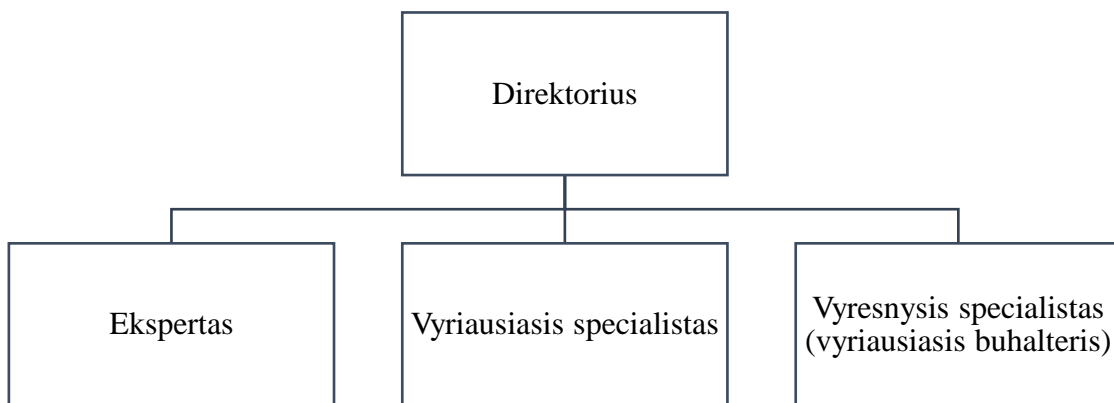 Direktorius
Ekspertas
Vyriausiasis specialistas
Vyresnysis specialistas
(vyriausiasis buhalteris)